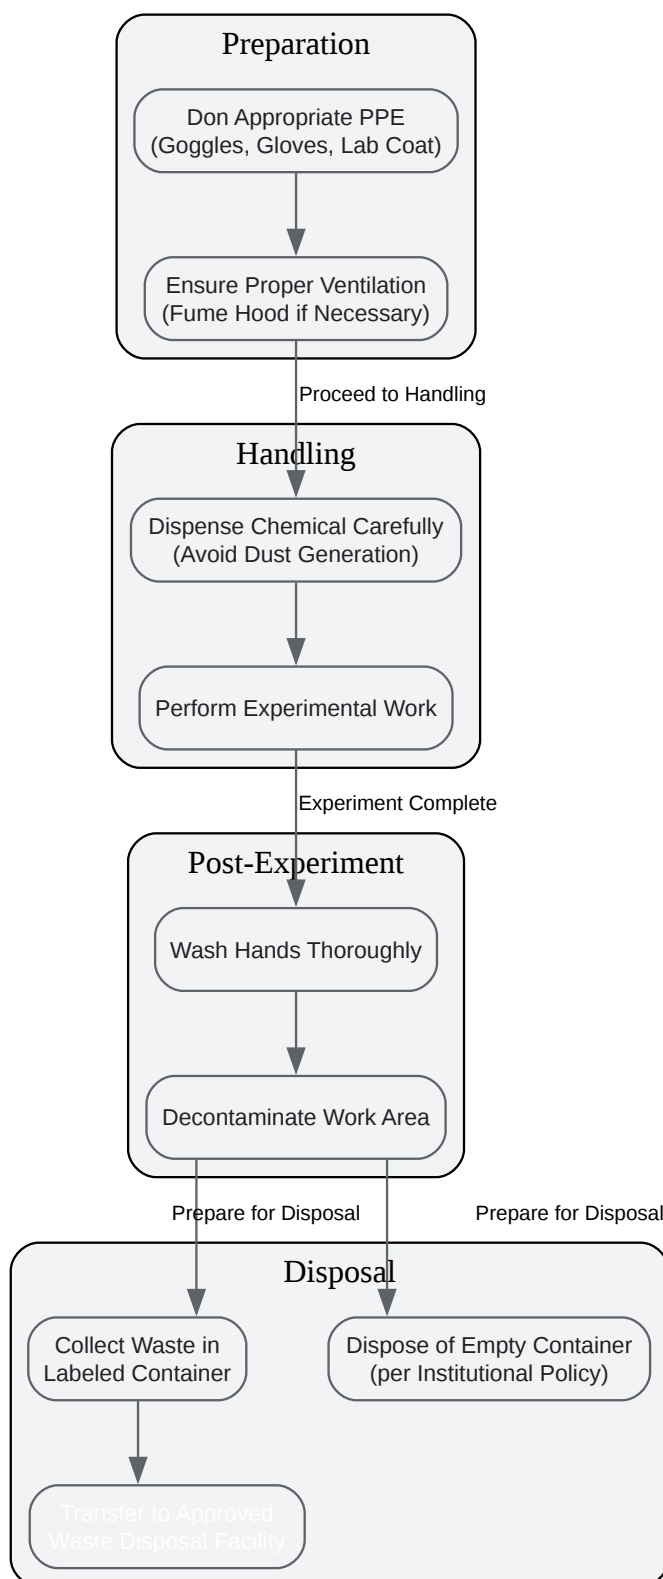 Preparation
Don Appropriate PPE
(Goggles, Gloves, Lab Coat)
Ensure Proper Ventilation
(Fume Hood if Necessary)
Proceed to Handling
Handling
Dispense Chemical Carefully
(Avoid Dust Generation)
Perform Experimental Work
Experiment Complete
Post-Experiment
Wash Hands Thoroughly
Decontaminate Work Area
Prepare for Disposal
Prepare for Disposal
Disposal
Collect Waste in
Labeled Container
Dispose of Empty Container
(per Institutional Policy)
Transfer to Approved
Waste Disposal Facility